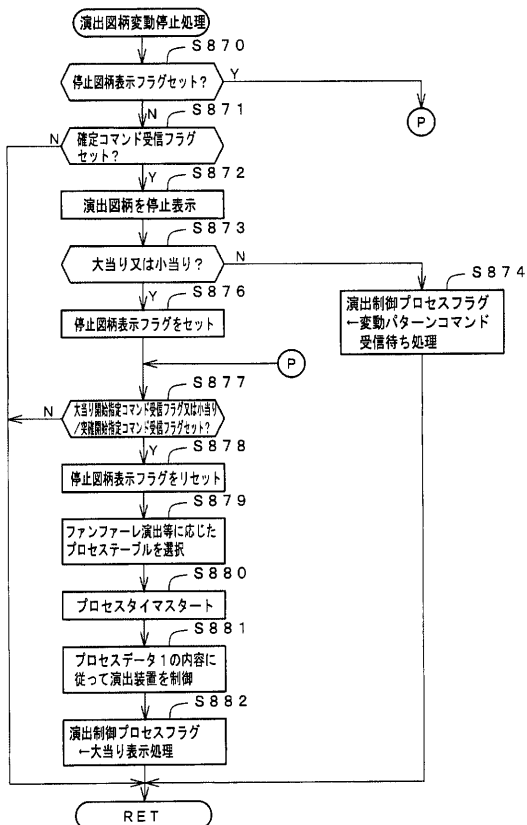 演出図柄変動停止処理
S870
停止図柄表示フラグセット?
Y
P
N
S871
N
確定コマンド受信フラグ
セット?
Y
S872
演出図柄を停止表示
S873
大当り又は小当り?
N
S874
演出制御プロセスフラグ
←変動パターンコマンド
受信待ち処理
Y
S876
停止図柄表示フラグをセット
P
S877
N
大当り開始指定コマンド受信フラグ又は小当り
/突確開始指定コマンド受信フラグセット?
Y
S878
停止図柄表示フラグをリセット
S879
ファンファーレ演出等に応じた
プロセステーブルを選択
S880
プロセスタイマスタート
S881
プロセスデータ1の内容に
従って演出装置を制御
S882
演出制御プロセスフラグ
←大当り表示処理
RET